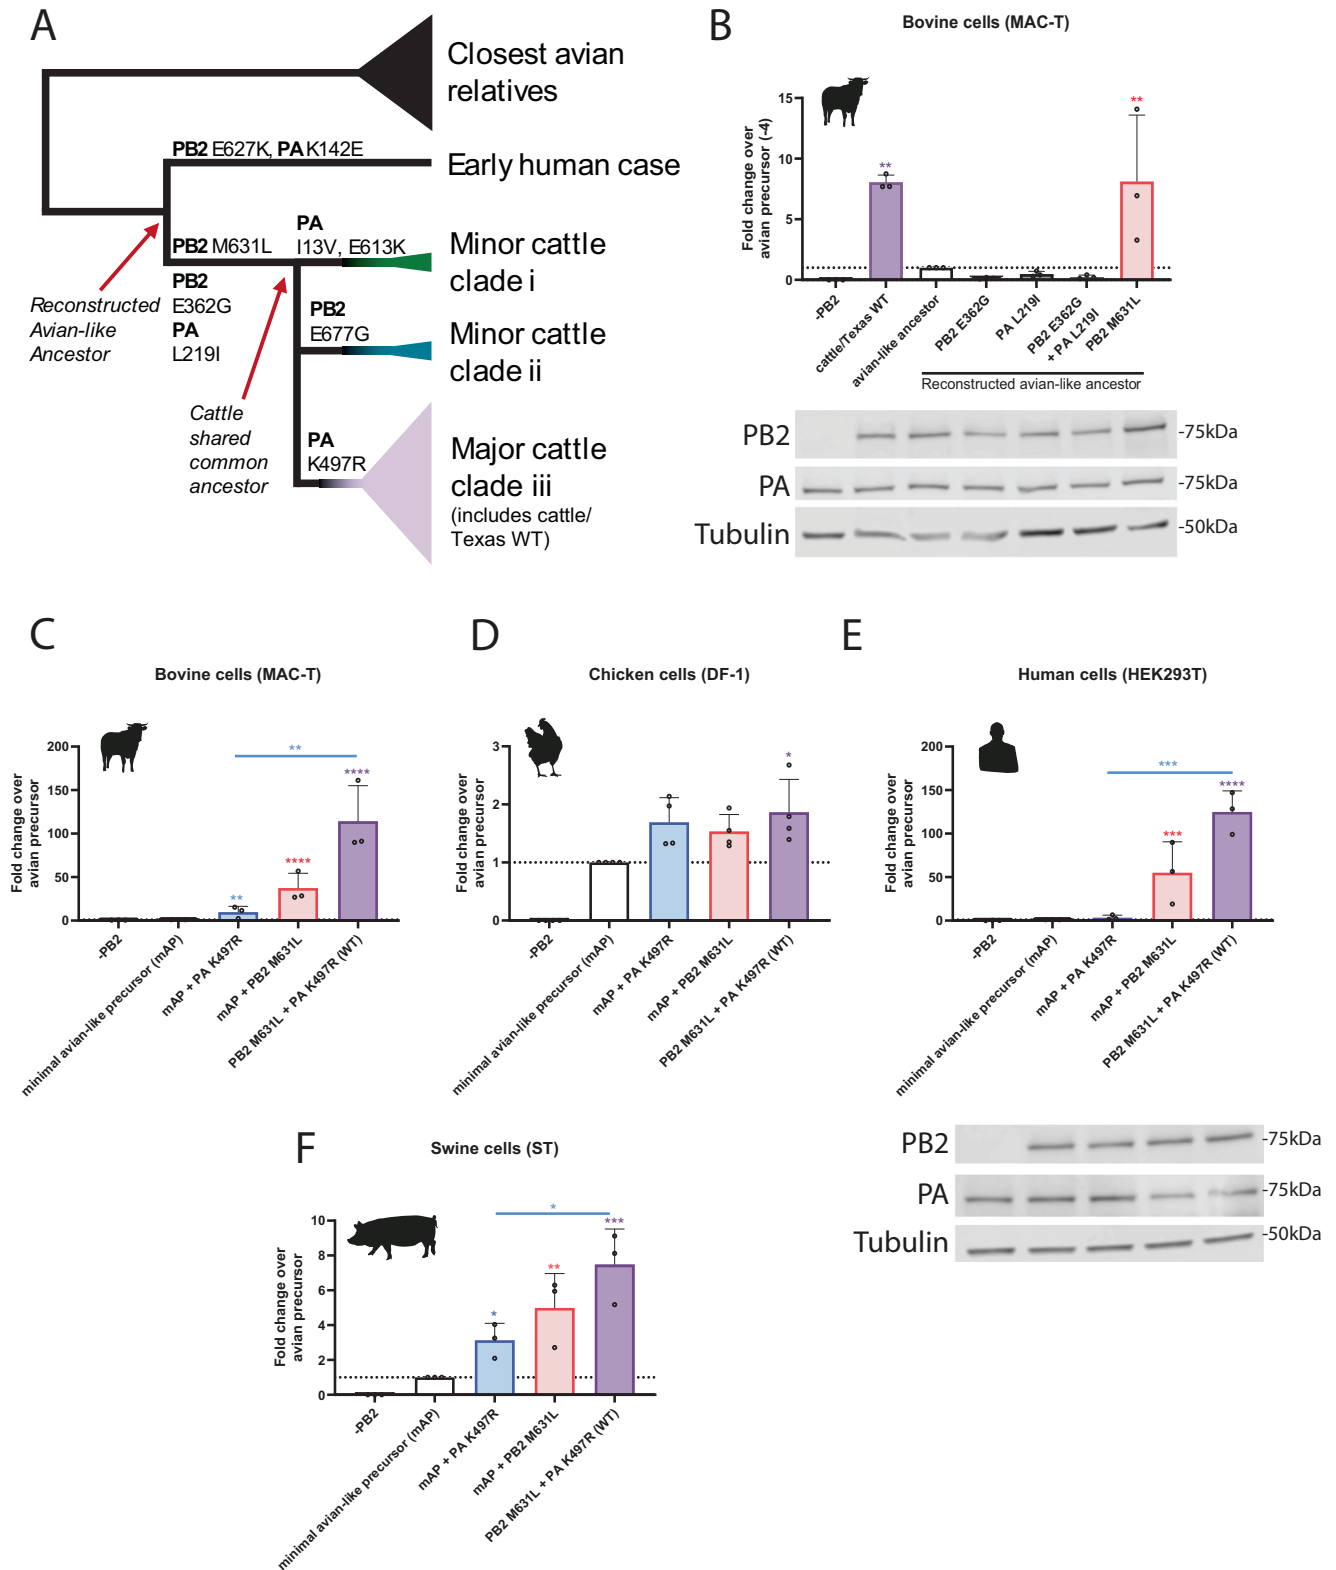 A
Closest avian
relatives
PB2 E627K, PA K142E
Early human case
PB2 M631L
PA
I13V, E613K
Minor cattle
clade i
PB2
E362G
PA
L219I
Reconstructed
Avian-like
Ancestor
PB2
E677G
Minor cattle
clade ii
Cattle
shared
common
ancestor
PA
K497R
Major cattle
clade iii
(includes cattle/
Texas WT)
B
Bovine cells (MAC-T)
Fold change over
avian precursor (-4)
15
10
5
0
**
**
-PB2
cattle/Texas WT
avian-like ancestor
PB2 E362G
PA L219I
PB2 E362G
+ PA L219I
PB2 M631L
Reconstructed avian-like ancestor
PB2
-75kDa
PA
-75kDa
Tubulin
-50kDa
C
Bovine cells (MAC-T)
Fold change over
avian precursor
200
150
100
50
0
**
****
****
**
-PB2
minimal avian-like precursor (mAP)
mAP + PA K497R
mAP + PB2 M631L
PB2 M631L + PA K497R (WT)
D
Chicken cells (DF-1)
Fold change over
avian precursor
3
2
1
0
*
-PB2
minimal avian-like precursor (mAP)
mAP + PA K497R
mAP + PB2 M631L
PB2 M631L + PA K497R (WT)
E
Human cells (HEK293T)
Fold change over
avian precursor
200
150
100
50
0
***
****
***
-PB2
minimal avian-like precursor (mAP)
mAP + PA K497R
mAP + PB2 M631L
PB2 M631L + PA K497R (WT)
PB2
-75kDa
PA
-75kDa
Tubulin
-50kDa
F
Swine cells (ST)
Fold change over
avian precursor
10
8
6
4
2
0
*
***
**
*
-PB2
minimal avian-like precursor (mAP)
mAP + PA K497R
mAP + PB2 M631L
PB2 M631L + PA K497R (WT)